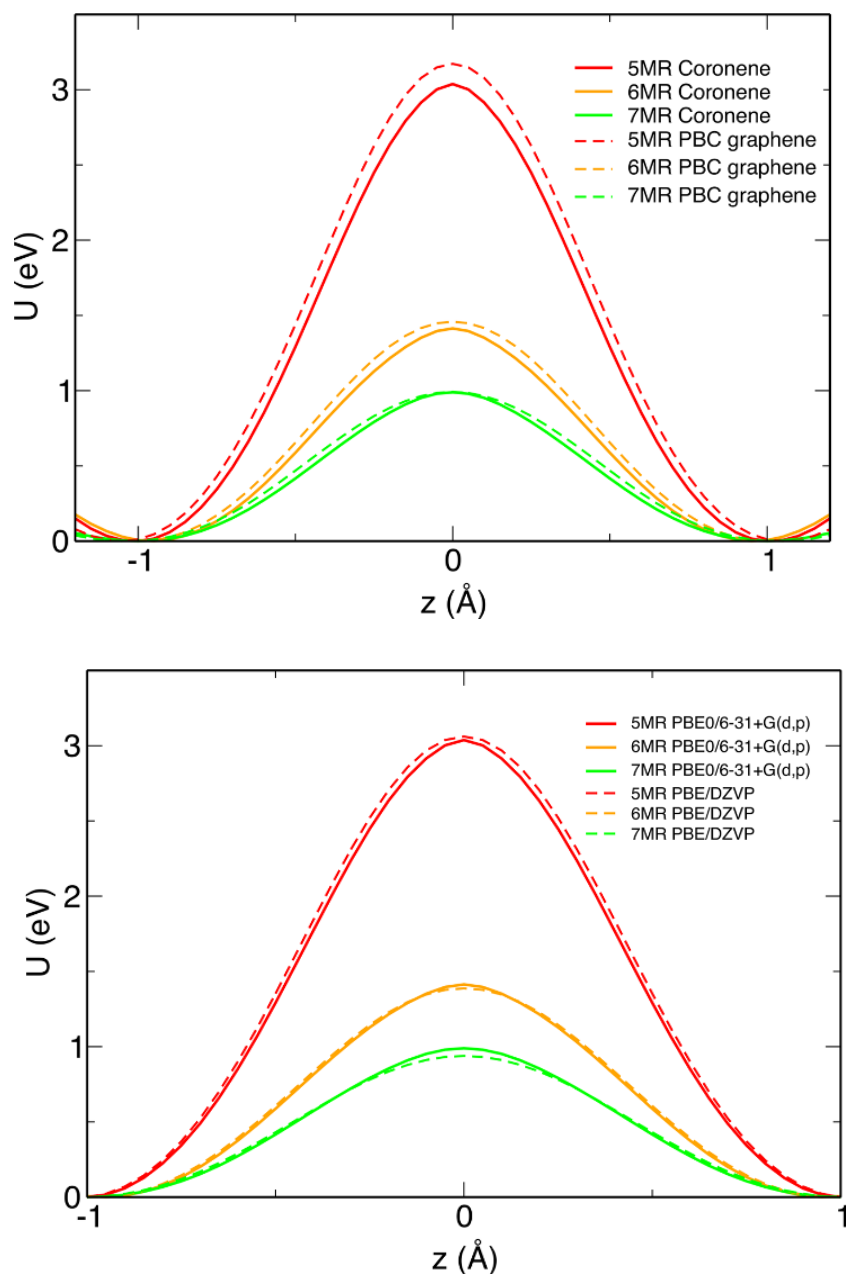 5MR Coronene
6MR Coronene
7MR Coronene
5MR PBC graphene
6MR PBC graphene
7MR PBC graphene
3
2
1
0
U (eV)
-1 0 1
z (Å)
5MR PBE0/6-31+G(d,p)
6MR PBE0/6-31+G(d,p)
7MR PBE0/6-31+G(d,p)
5MR PBE/DZVP
6MR PBE/DZVP
7MR PBE/DZVP
3
2
1
0
U (eV)
-1 0 1
z (Å)